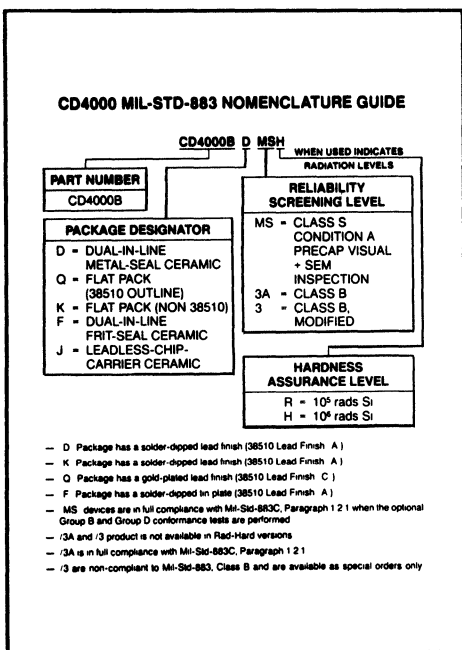 CD4000 MIL-STD-883 NOMENCLATURE GUIDE
CD4000B D MSH
WHEN USED INDICATES
RADIATION LEVELS
PART NUMBER
CD4000B
PACKAGE DESIGNATOR
D = DUAL-IN-LINE
METAL-SEAL CERAMIC
Q = FLAT PACK
(38510 OUTLINE)
K = FLAT PACK (NON 38510)
F = DUAL-IN-LINE
FRIT-SEAL CERAMIC
J = LEADLESS-CHIP-
CARRIER CERAMIC
RELIABILITY
SCREENING LEVEL
MS = CLASS S
CONDITION A
PRECAP VISUAL
+ SEM
INSPECTION
3A = CLASS B
3 = CLASS B,
MODIFIED
HARDNESS
ASSURANCE LEVEL
R = 10⁵ rads Si
H = 10⁶ rads Si
— D Package has a solder-dipped lead finish (38510 Lead Finish A)
— K Package has a solder-dipped lead finish (38510 Lead Finish A)
— Q Package has a gold-plated lead finish (38510 Lead Finish C)
— F Package has a solder-dipped tin plate (38510 Lead Finish A)
— MS devices are in full compliance with Mil-Std-883C, Paragraph 1 2 1 when the optional
Group B and Group D conformance tests are performed
— /3A and /3 product is not available in Rad-Hard versions
— /3A is in full compliance with Mil-Std-883C, Paragraph 1 2 1
— /3 are non-compliant to Mil-Std-883, Class B and are available as special orders only